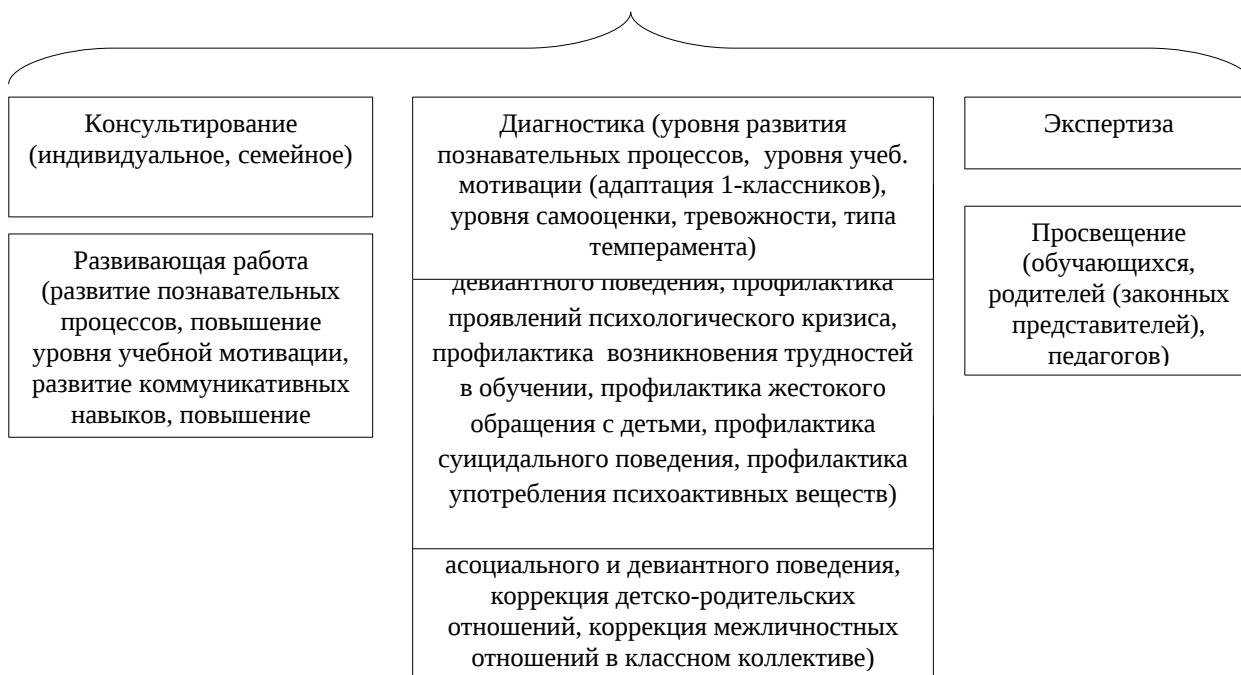 Консультирование
(индивидуальное, семейное)
Развивающая работа
(развитие познавательных
процессов, повышение
уровня учебной мотивации,
развитие коммуникативных
навыков, повышение
Диагностика (уровня развития
познавательных процессов, уровня учеб.
мотивации (адаптация 1-классников),
уровня самооценки, тревожности, типа
темперамента)
девиантного поведения, профилактика
проявлений психологического кризиса,
профилактика возникновения трудностей
в обучении, профилактика жестокого
обращения с детьми, профилактика
суицидального поведения, профилактика
употребления психоактивных веществ)
асоциального и девиантного поведения,
коррекция детско-родительских
отношений, коррекция межличностных
отношений в классном коллективе)
Экспертиза
Просвещение
(обучающихся,
родителей (законных
представителей),
педагогов)